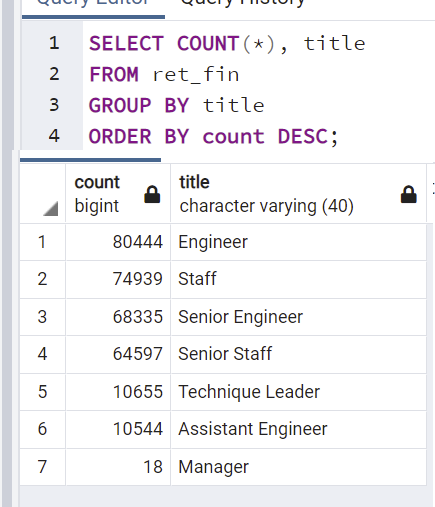 Query Editor Query History
1 SELECT COUNT(*), title
2 FROM ret_fin
3 GROUP BY title
4 ORDER BY count DESC;
count title
bigint character varying (40)
1 80444 Engineer
2 74939 Staff
3 68335 Senior Engineer
4 64597 Senior Staff
5 10655 Technique Leader
6 10544 Assistant Engineer
7 18 Manager